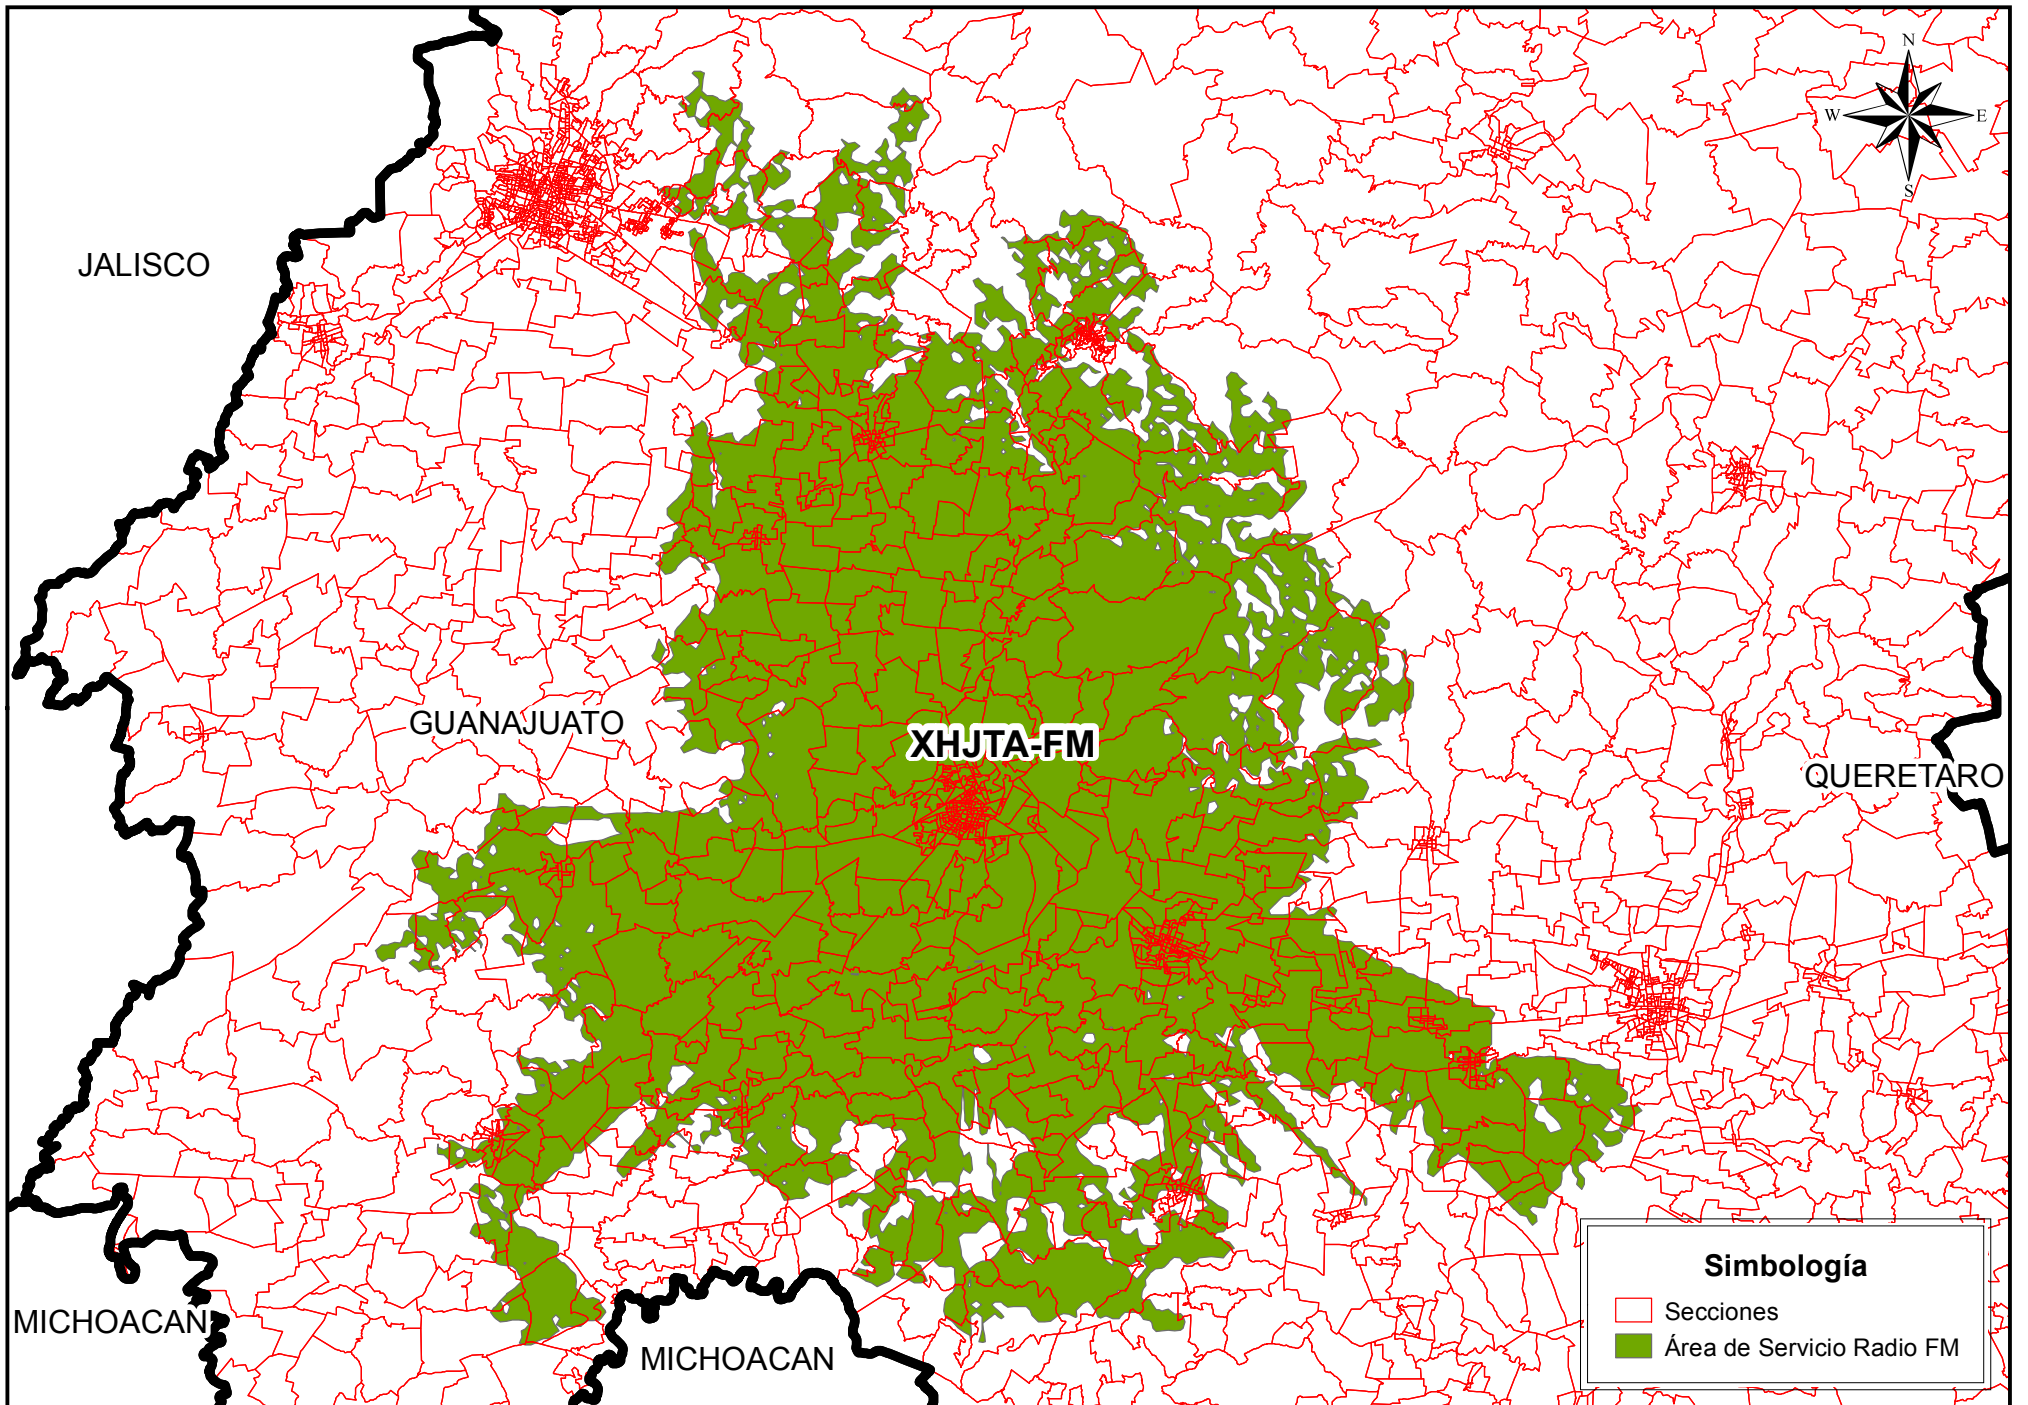 N
W E
S
JALISCO
GUANAJUATO
XHJTA-FM
QUERETARO
MICHOACAN
MICHOACAN
Simbología
Secciones
Área de Servicio Radio FM